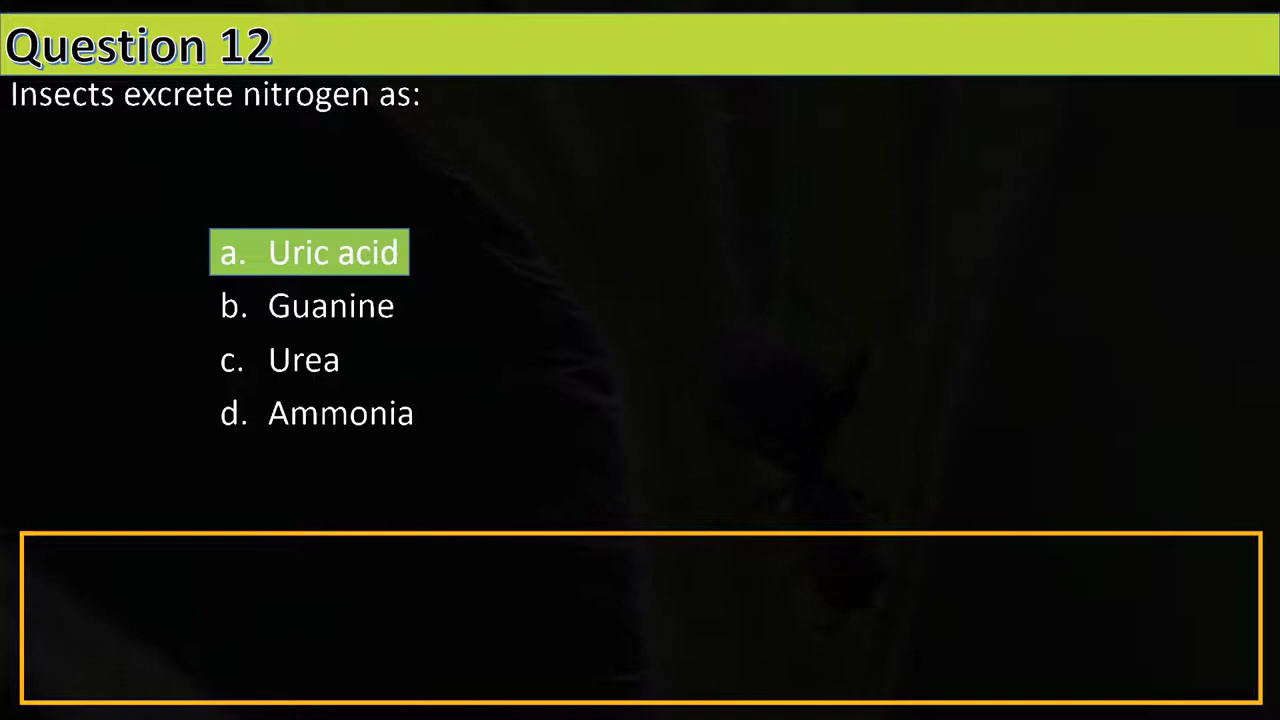 Question 12
Insects excrete nitrogen as:
a. Uric acid
b. Guanine
c. Urea
d. Ammonia